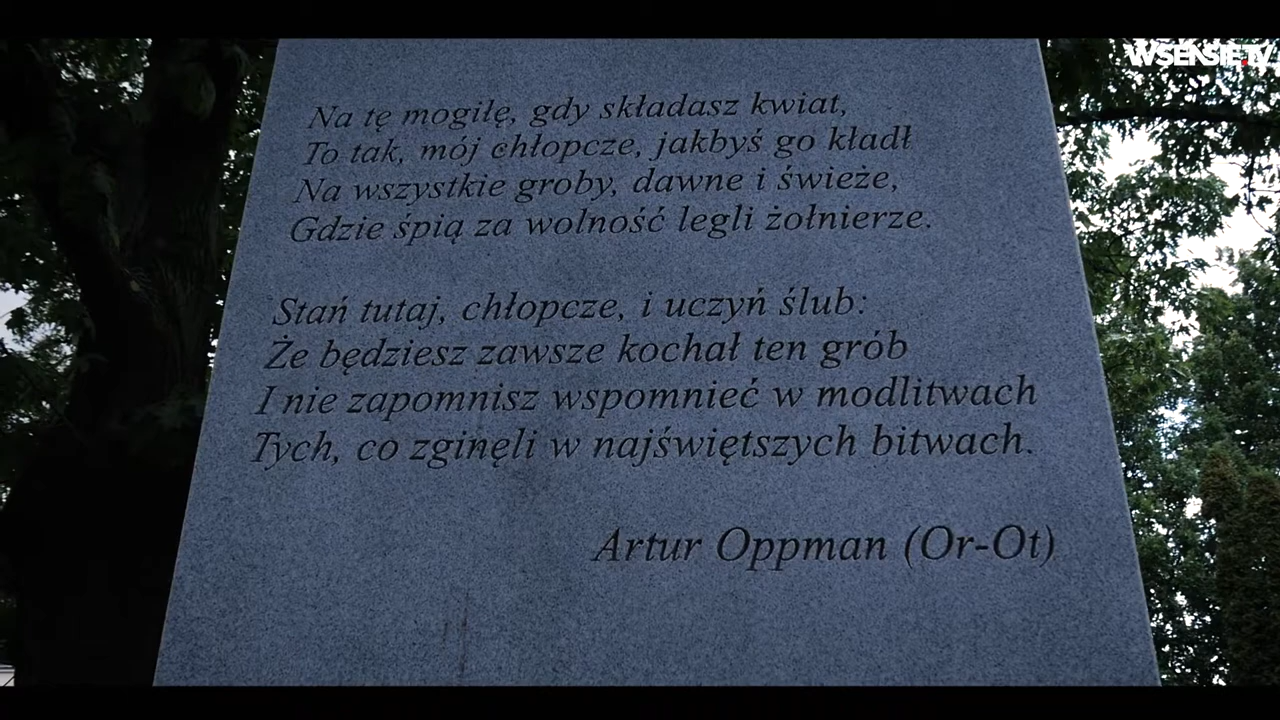 WSENSIE.TV
Na tę mogiłę, gdy składasz kwiat,
To tak, mój chłopcze, jakbyś go kładł
Na wszystkie groby, dawne i świeże,
Gdzie śpią za wolność legli żołnierze.
Stań tutaj, chłopcze, i uczyń ślub:
Że będziesz zawsze kochał ten grób
I nie zapomnisz wspomnieć w modlitwach
Tych, co zginęli w najświętszych bitwach.
Artur Oppman (Or-Ot)